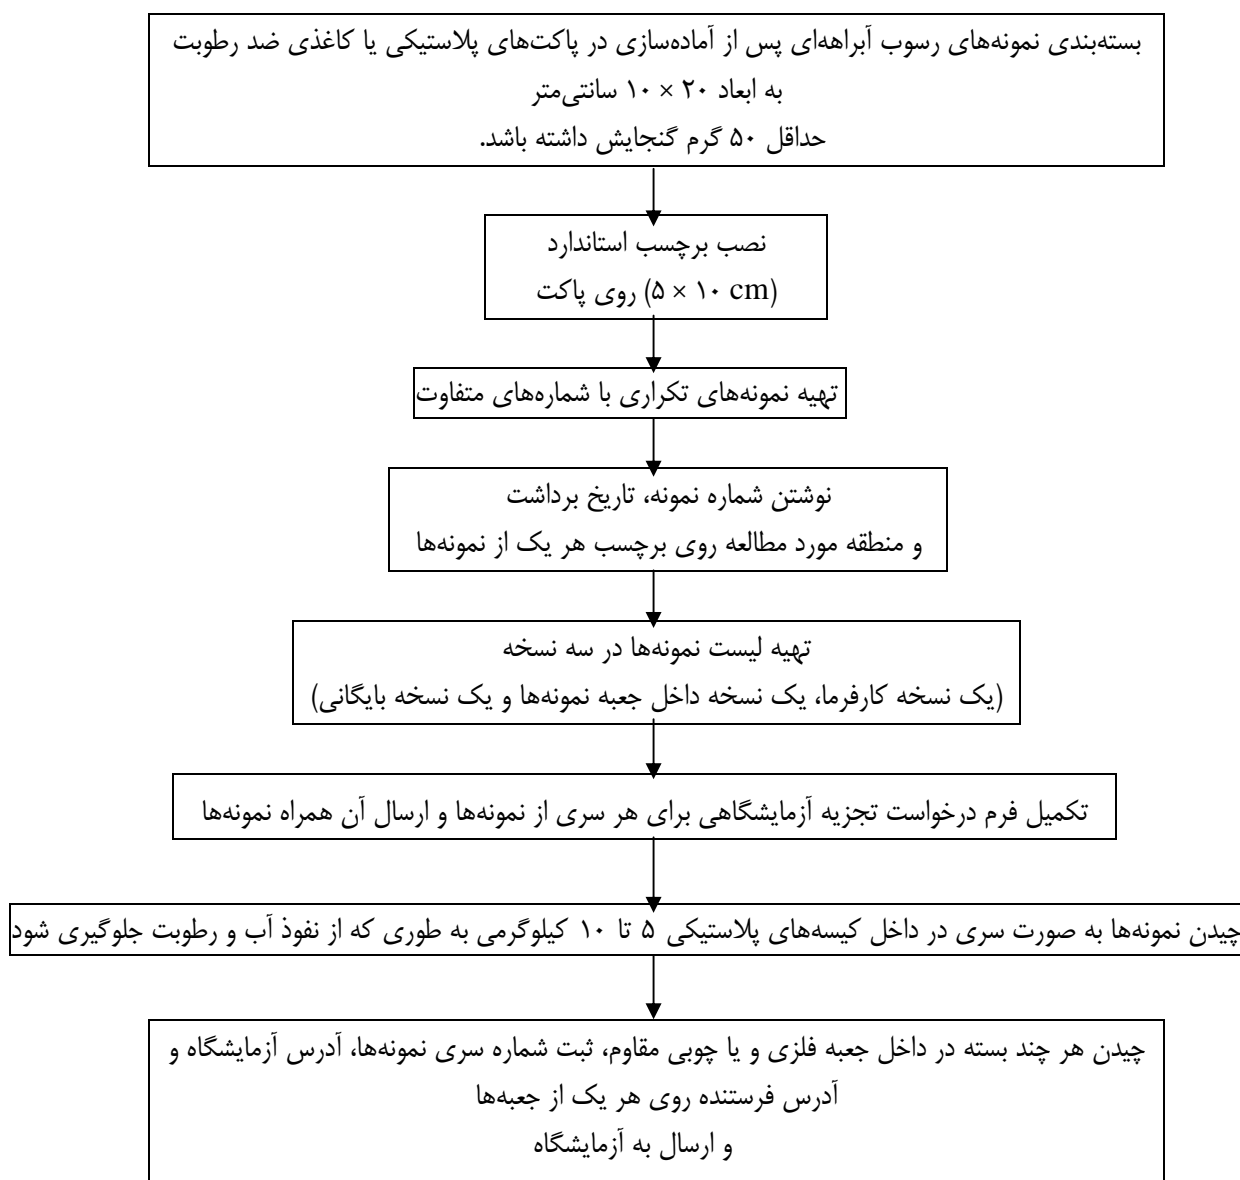 بسته‌بندی نمونه‌های رسوب آبراهه‌ای پس از آماده‌سازی در پاکت‌های پلاستیکی یا کاغذی ضد رطوبت
به ابعاد ۲۰ × ۱۰ سانتی‌متر
حداقل ۵۰ گرم گنجایش داشته باشد.
نصب برچسب استاندارد
(۵ × ۱۰ cm) روی پاکت
تهیه نمونه‌های تکراری با شماره‌های متفاوت
نوشتن شماره نمونه، تاریخ برداشت
و منطقه مورد مطالعه روی برچسب هر یک از نمونه‌ها
تهیه لیست نمونه‌ها در سه نسخه
(یک نسخه کارفرما، یک نسخه داخل جعبه نمونه‌ها و یک نسخه بایگانی)
تکمیل فرم درخواست تجزیه آزمایشگاهی برای هر سری از نمونه‌ها و ارسال آن همراه نمونه‌ها
چیدن نمونه‌ها به صورت سری در داخل کیسه‌های پلاستیکی ۵ تا ۱۰ کیلوگرمی به طوری که از نفوذ آب و رطوبت جلوگیری شود
چیدن هر چند بسته در داخل جعبه فلزی و یا چوبی مقاوم، ثبت شماره سری نمونه‌ها، آدرس آزمایشگاه و
آدرس فرستنده روی هر یک از جعبه‌ها
و ارسال به آزمایشگاه